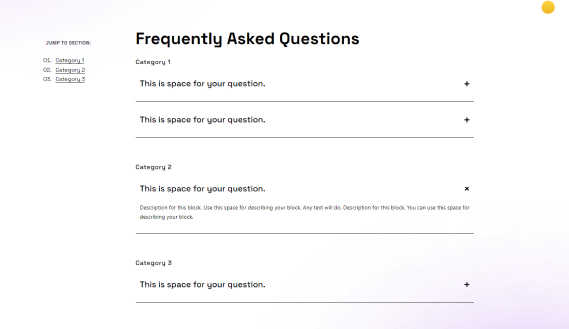 JUMP TO SECTION:
01. Category 1
02. Category 2
03. Category 3
Frequently Asked Questions
Category 1
This is space for your question. +
This is space for your question. +
Category 2
This is space for your question. ×
Description for this block. Use this space for describing your block. Any text will do. Description for this block. You can use this space for
describing your block.
Category 3
This is space for your question. +